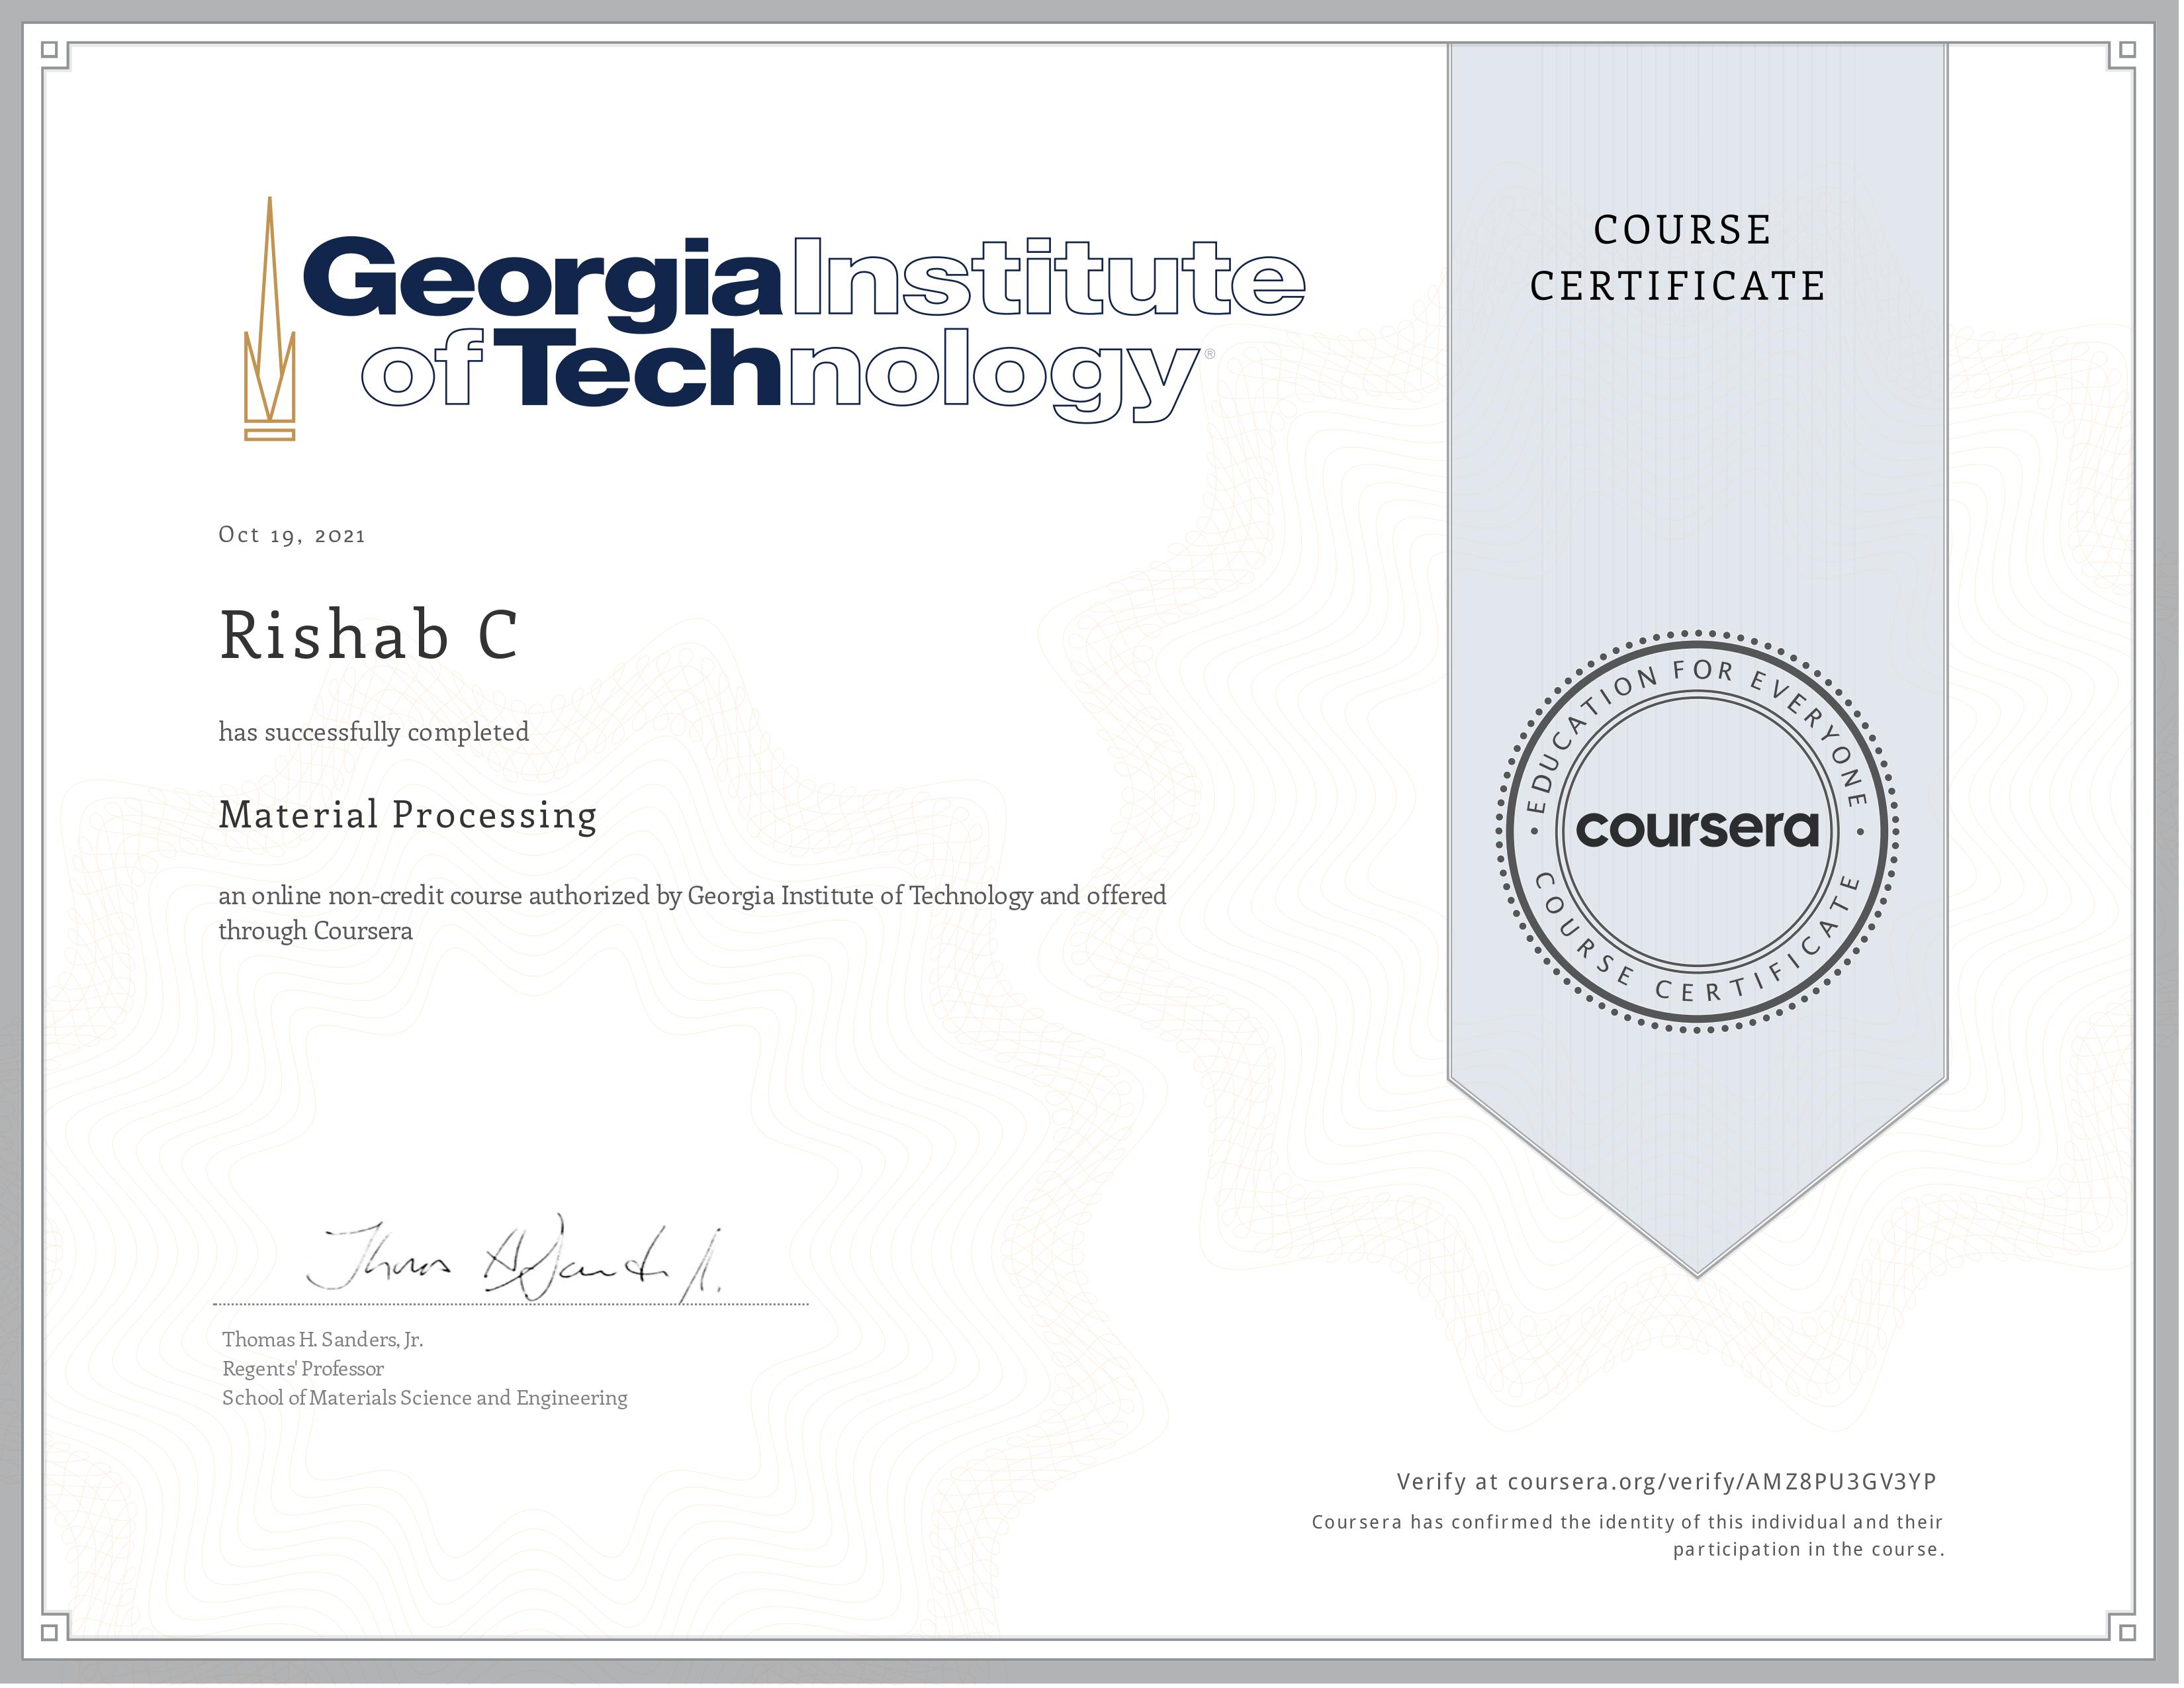 Georgia Institute
of Technology®
COURSE
CERTIFICATE
Oct 19, 2021
Rishab C
has successfully completed
Material Processing
an online non-credit course authorized by Georgia Institute of Technology and offered
through Coursera
EDUCATION FOR EVERYONE
coursera
COURSE CERTIFICATE
Thomas H. Sanders, Jr.
Regents' Professor
School of Materials Science and Engineering
Verify at coursera.org/verify/AMZ8PU3GV3YP
Coursera has confirmed the identity of this individual and their
participation in the course.